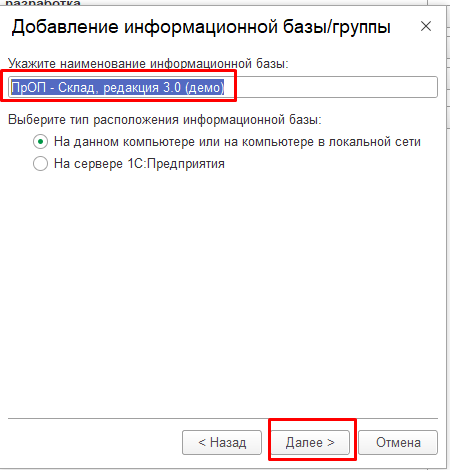 разработка
Добавление информационной базы/группы
Укажите наименование информационной базы:
ПрОП - Склад, редакция 3.0 (демо)
Выберите тип расположения информационной базы:
На данном компьютере или на компьютере в локальной сети
На сервере 1С:Предприятия
< Назад
Далее >
Отмена